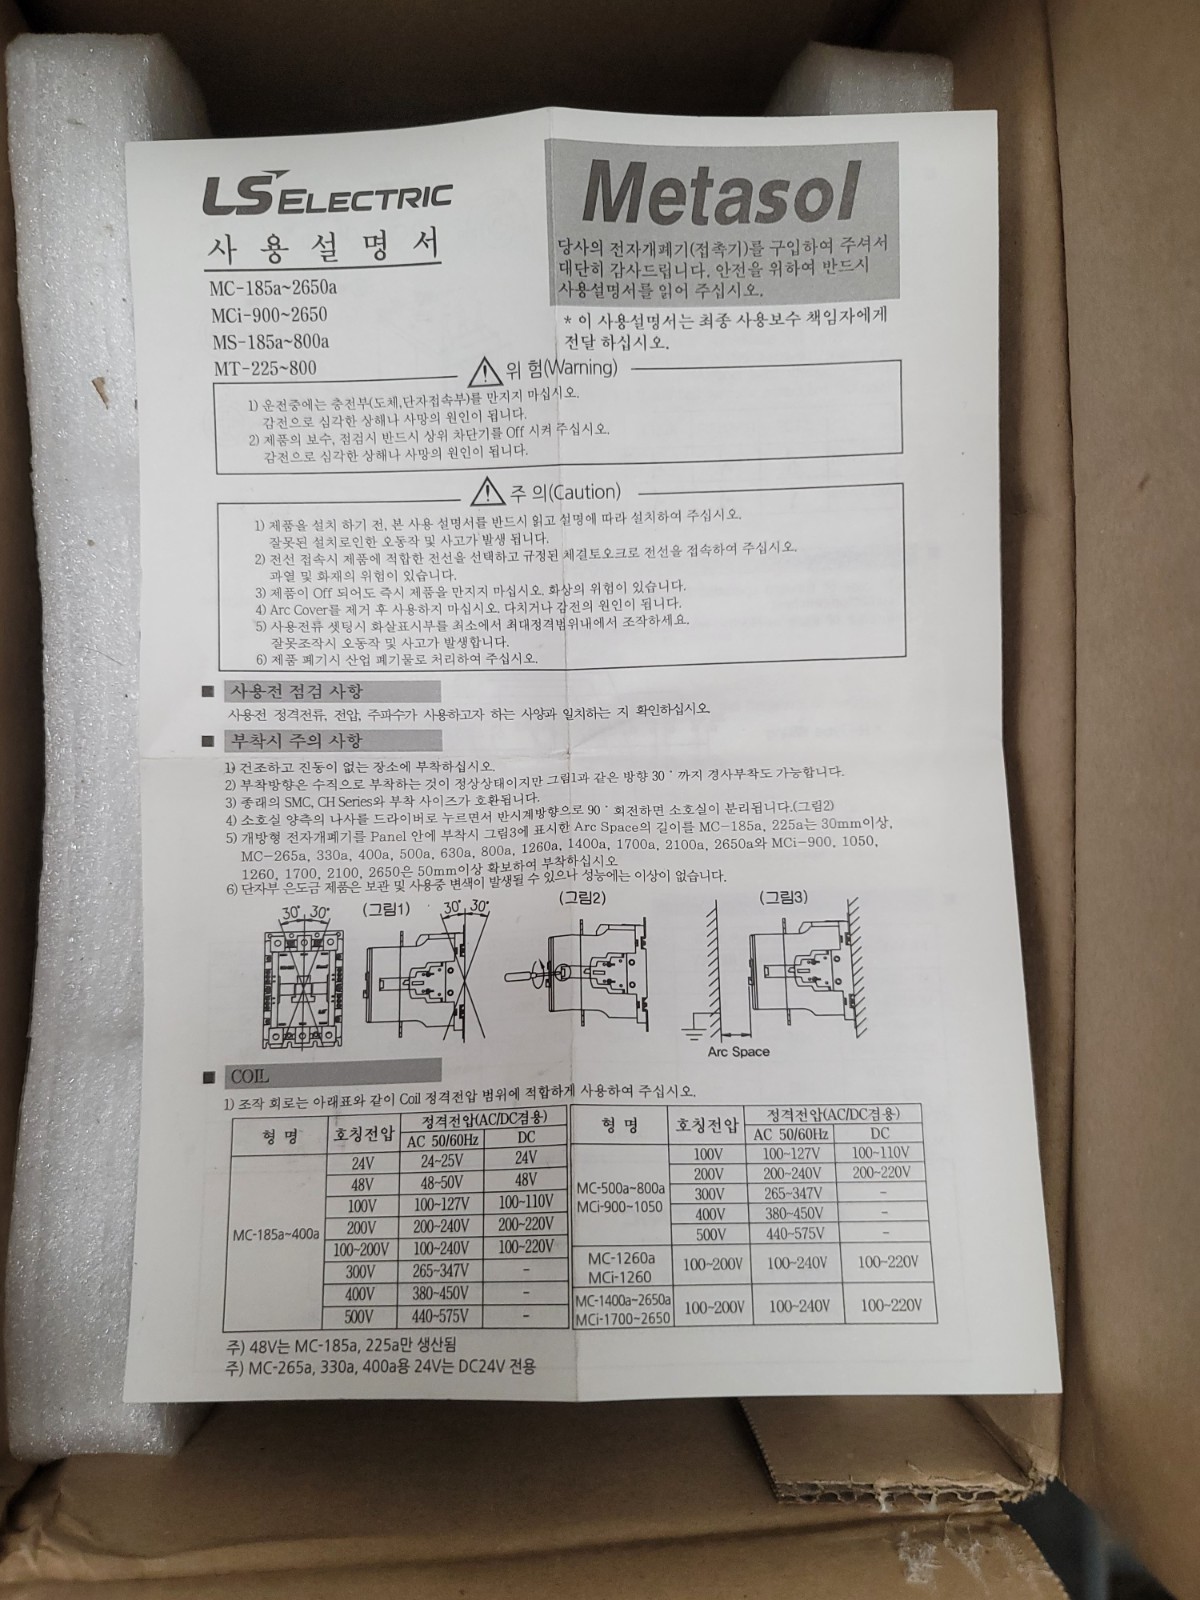 LS ELECTRIC
Metasol
사용설명서
당사의 전자개폐기(접촉기)를 구입하여 주셔서
대단히 감사드립니다. 안전을 위하여 반드시
사용설명서를 읽어 주십시오.
MC-185a~2650a
MCi-900~2650
MS-185a~800a
MT-225~800
* 이 사용설명서는 최종 사용보수 책임자에게
전달 하십시오.
위 험(Warning)
1) 운전중에는 충전부(도체,단자접속부)를 만지지 마십시오.
감전으로 심각한 상해나 사망의 원인이 됩니다.
2) 제품의 보수, 점검시 반드시 상위 차단기를 Off 시켜 주십시오.
감전으로 심각한 상해나 사망의 원인이 됩니다.
주 의(Caution)
1) 제품을 설치 하기 전, 본 사용 설명서를 반드시 읽고 설명에 따라 설치하여 주십시오.
잘못된 설치로인한 오동작 및 사고가 발생 됩니다.
2) 전선 접속시 제품에 적합한 전선을 선택하고 규정된 체결토오크로 전선을 접속하여 주십시오.
파열 및 화재의 위험이 있습니다.
3) 제품이 Off 되어도 즉시 제품을 만지지 마십시오. 화상의 위험이 있습니다.
4) Arc Cover를 제거 후 사용하지 마십시오. 다치거나 감전의 원인이 됩니다.
5) 사용전류 셋팅시 화살표시부를 최소에서 최대정격범위내에서 조작하세요.
잘못조작시 오동작 및 사고가 발생합니다.
6) 제품 폐기시 산업 폐기물로 처리하여 주십시오.
■ 사용전 점검 사항
사용전 정격전류, 전압, 주파수가 사용하고자 하는 사양과 일치하는 지 확인하십시오.
■ 부착시 주의 사항
1) 건조하고 진동이 없는 장소에 부착하십시오.
2) 부착방향은 수직으로 부착하는 것이 정상상태이지만 그림1과 같은 방향 30° 까지 경사부착도 가능합니다.
3) 종래의 SMC, CH Series와 부착 사이즈가 호환됩니다.
4) 소호실 양측의 나사를 드라이버로 누르면서 반시계방향으로 90° 회전하면 소호실이 분리됩니다.(그림2)
5) 개방형 전자개폐기를 Panel 안에 부착시 그림3에 표시한 Arc Space의 길이를 MC-185a, 225a는 30mm이상,
MC-265a, 330a, 400a, 500a, 630a, 800a, 1260a, 1400a, 1700a, 2100a, 2650a와 MCi-900, 1050,
1260, 1700, 2100, 2650은 50mm이상 확보하여 부착하십시오
6) 단자부 은도금 제품은 보관 및 사용중 변색이 발생될 수 있으나 성능에는 이상이 없습니다.
30° 30° (그림1) 30° 30° (그림2) (그림3)
Arc Space
■ COIL
1) 조작 회로는 아래표와 같이 Coil 정격전압 범위에 적합하게 사용하여 주십시오.
형 명 호칭전압 정격전압(AC/DC겸용)
AC 50/60Hz DC
MC-185a~400a
24V 24~25V 24V
48V 48~50V 48V
100V 100~127V 100~110V
200V 200~240V 200~220V
100~200V 100~240V 100~220V
300V 265~347V -
400V 380~450V -
500V 440~575V -
형 명 호칭전압 정격전압(AC/DC겸용)
AC 50/60Hz DC
MC-500a~800a
MCi-900~1050
100V 100~127V 100~110V
200V 200~240V 200~220V
300V 265~347V -
400V 380~450V -
500V 440~575V -
MC-1260a
MCi-1260
100~200V 100~240V 100~220V
MC-1400a~2650a
MCi-1700~2650
100~200V 100~240V 100~220V
주) 48V는 MC-185a, 225a만 생산됨
주) MC-265a, 330a, 400a용 24V는 DC24V 전용